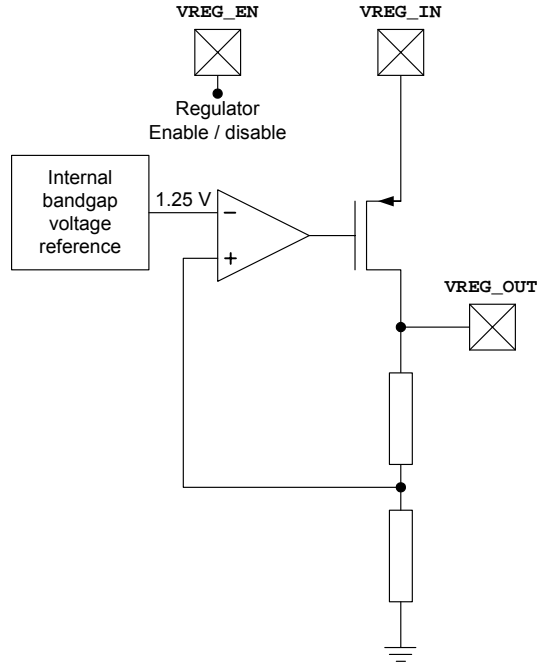 VREG_EN
VREG_IN
Regulator
Enable / disable
Internal
bandgap
voltage
reference
1.25 V
−
+
VREG_OUT